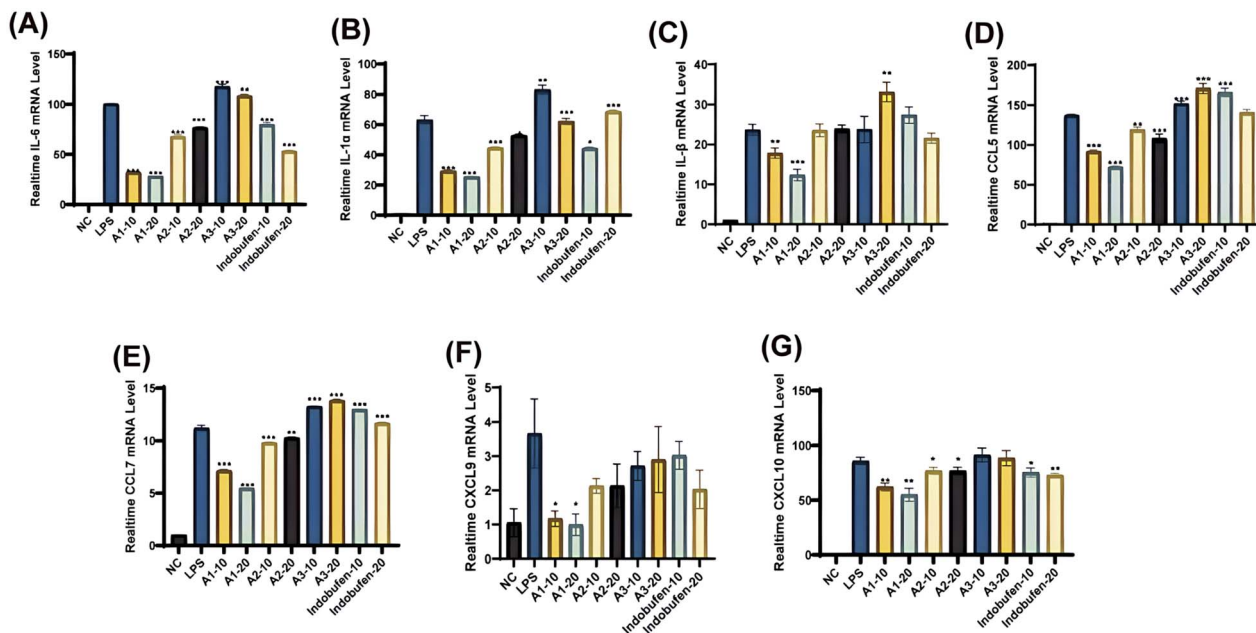 (A)
Realtime IL-6 mRNA Level
150
100
50
0
***
***
***
***
***
**
***
***
NC
LPS
A1-10
A1-20
A2-10
A2-20
A3-10
A3-20
Indobufen-10
Indobufen-20
(B)
Realtime IL-1α mRNA Level
100
80
60
40
20
0
***
***
***
**
***
*
***
NC
LPS
A1-10
A1-20
A2-10
A2-20
A3-10
A3-20
Indobufen-10
Indobufen-20
(C)
Realtime IL-β mRNA Level
40
30
20
10
0
**
***
**
NC
LPS
A1-10
A1-20
A2-10
A2-20
A3-10
A3-20
Indobufen-10
Indobufen-20
(D)
Realtime CCL5 mRNA Level
200
150
100
50
0
***
***
**
***
***
***
***
NC
LPS
A1-10
A1-20
A2-10
A2-20
A3-10
A3-20
Indobufen-10
Indobufen-20
(E)
Realtime CCL7 mRNA Level
15
10
5
0
***
***
***
**
***
***
***
***
NC
LPS
A1-10
A1-20
A2-10
A2-20
A3-10
A3-20
Indobufen-10
Indobufen-20
(F)
Realtime CXCL9 mRNA Level
5
4
3
2
1
0
*
*
NC
LPS
A1-10
A1-20
A2-10
A2-20
A3-10
A3-20
Indobufen-10
Indobufen-20
(G)
Realtime CXCL10 mRNA Level
150
100
50
0
**
**
*
*
*
**
NC
LPS
A1-10
A1-20
A2-10
A2-20
A3-10
A3-20
Indobufen-10
Indobufen-20